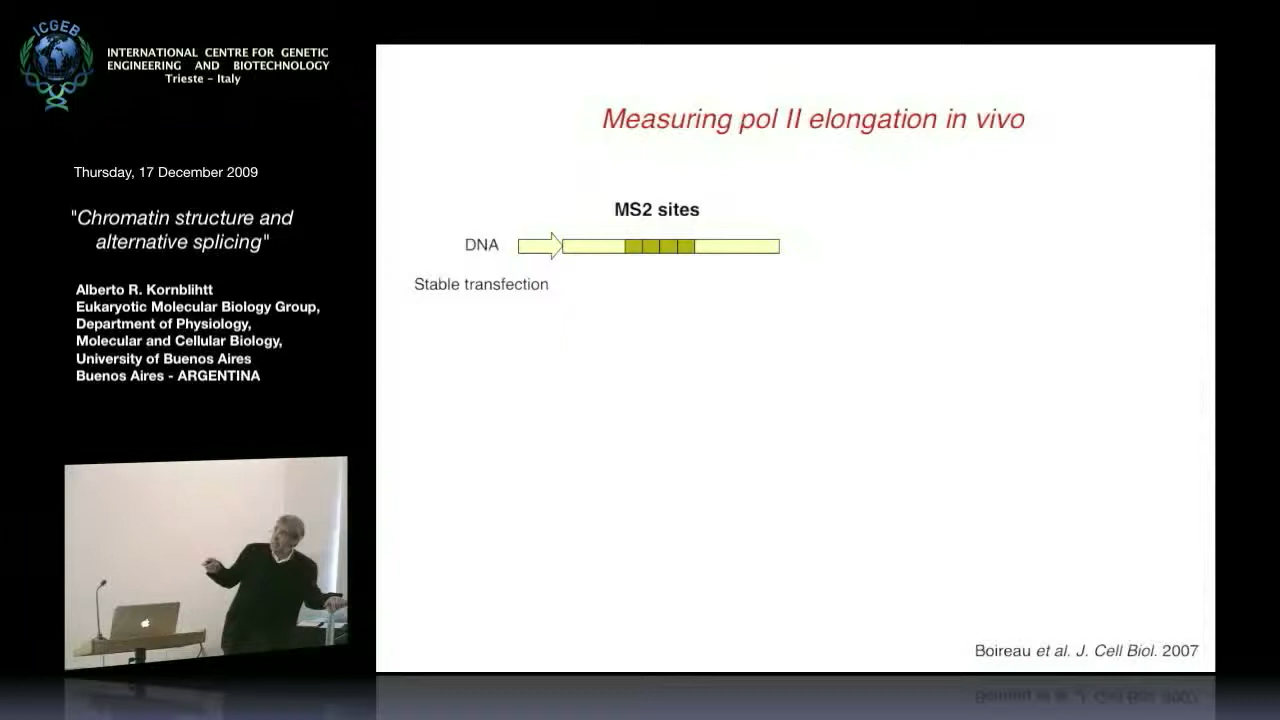 ICGEB
INTERNATIONAL CENTRE FOR GENETIC
ENGINEERING AND BIOTECHNOLOGY
Trieste - Italy
Thursday, 17 December 2009
"Chromatin structure and
alternative splicing"
Alberto R. Kornblihtt
Eukaryotic Molecular Biology Group,
Department of Physiology,
Molecular and Cellular Biology,
University of Buenos Aires
Buenos Aires - ARGENTINA
Measuring pol II elongation in vivo
MS2 sites
DNA
Stable transfection
Boireau et al. J. Cell Biol. 2007